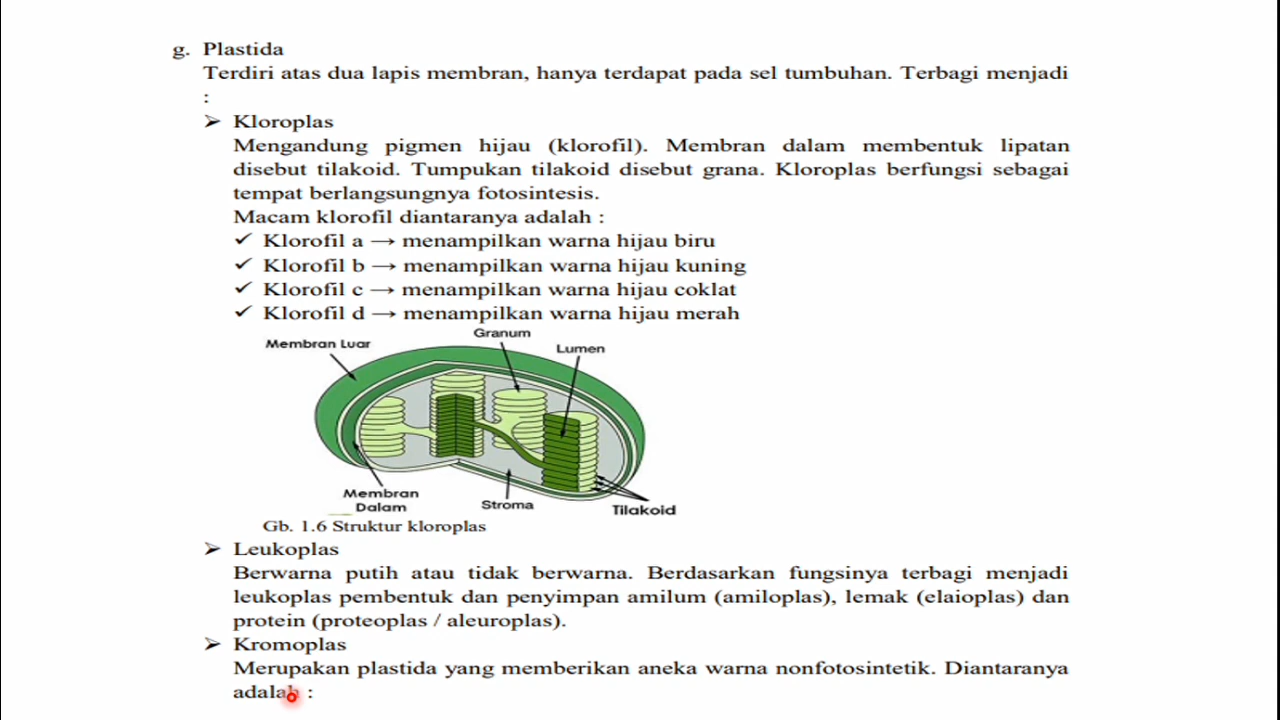 g. Plastida
Terdiri atas dua lapis membran, hanya terdapat pada sel tumbuhan. Terbagi menjadi
:
➢ Kloroplas
Mengandung pigmen hijau (klorofil). Membran dalam membentuk lipatan
disebut tilakoid. Tumpukan tilakoid disebut grana. Kloroplas berfungsi sebagai
tempat berlangsungnya fotosintesis.
Macam klorofil diantaranya adalah :
✓ Klorofil a → menampilkan warna hijau biru
✓ Klorofil b → menampilkan warna hijau kuning
✓ Klorofil c → menampilkan warna hijau coklat
✓ Klorofil d → menampilkan warna hijau merah
Granum
Membran Luar
Lumen
Membran
Dalam
Stroma
Tilakoid
Gb. 1.6 Struktur kloroplas
➢ Leukoplas
Berwarna putih atau tidak berwarna. Berdasarkan fungsinya terbagi menjadi
leukoplas pembentuk dan penyimpan amilum (amiloplas), lemak (elaioplas) dan
protein (proteoplas / aleuroplas).
➢ Kromoplas
Merupakan plastida yang memberikan aneka warna nonfotosintetik. Diantaranya
adalah :